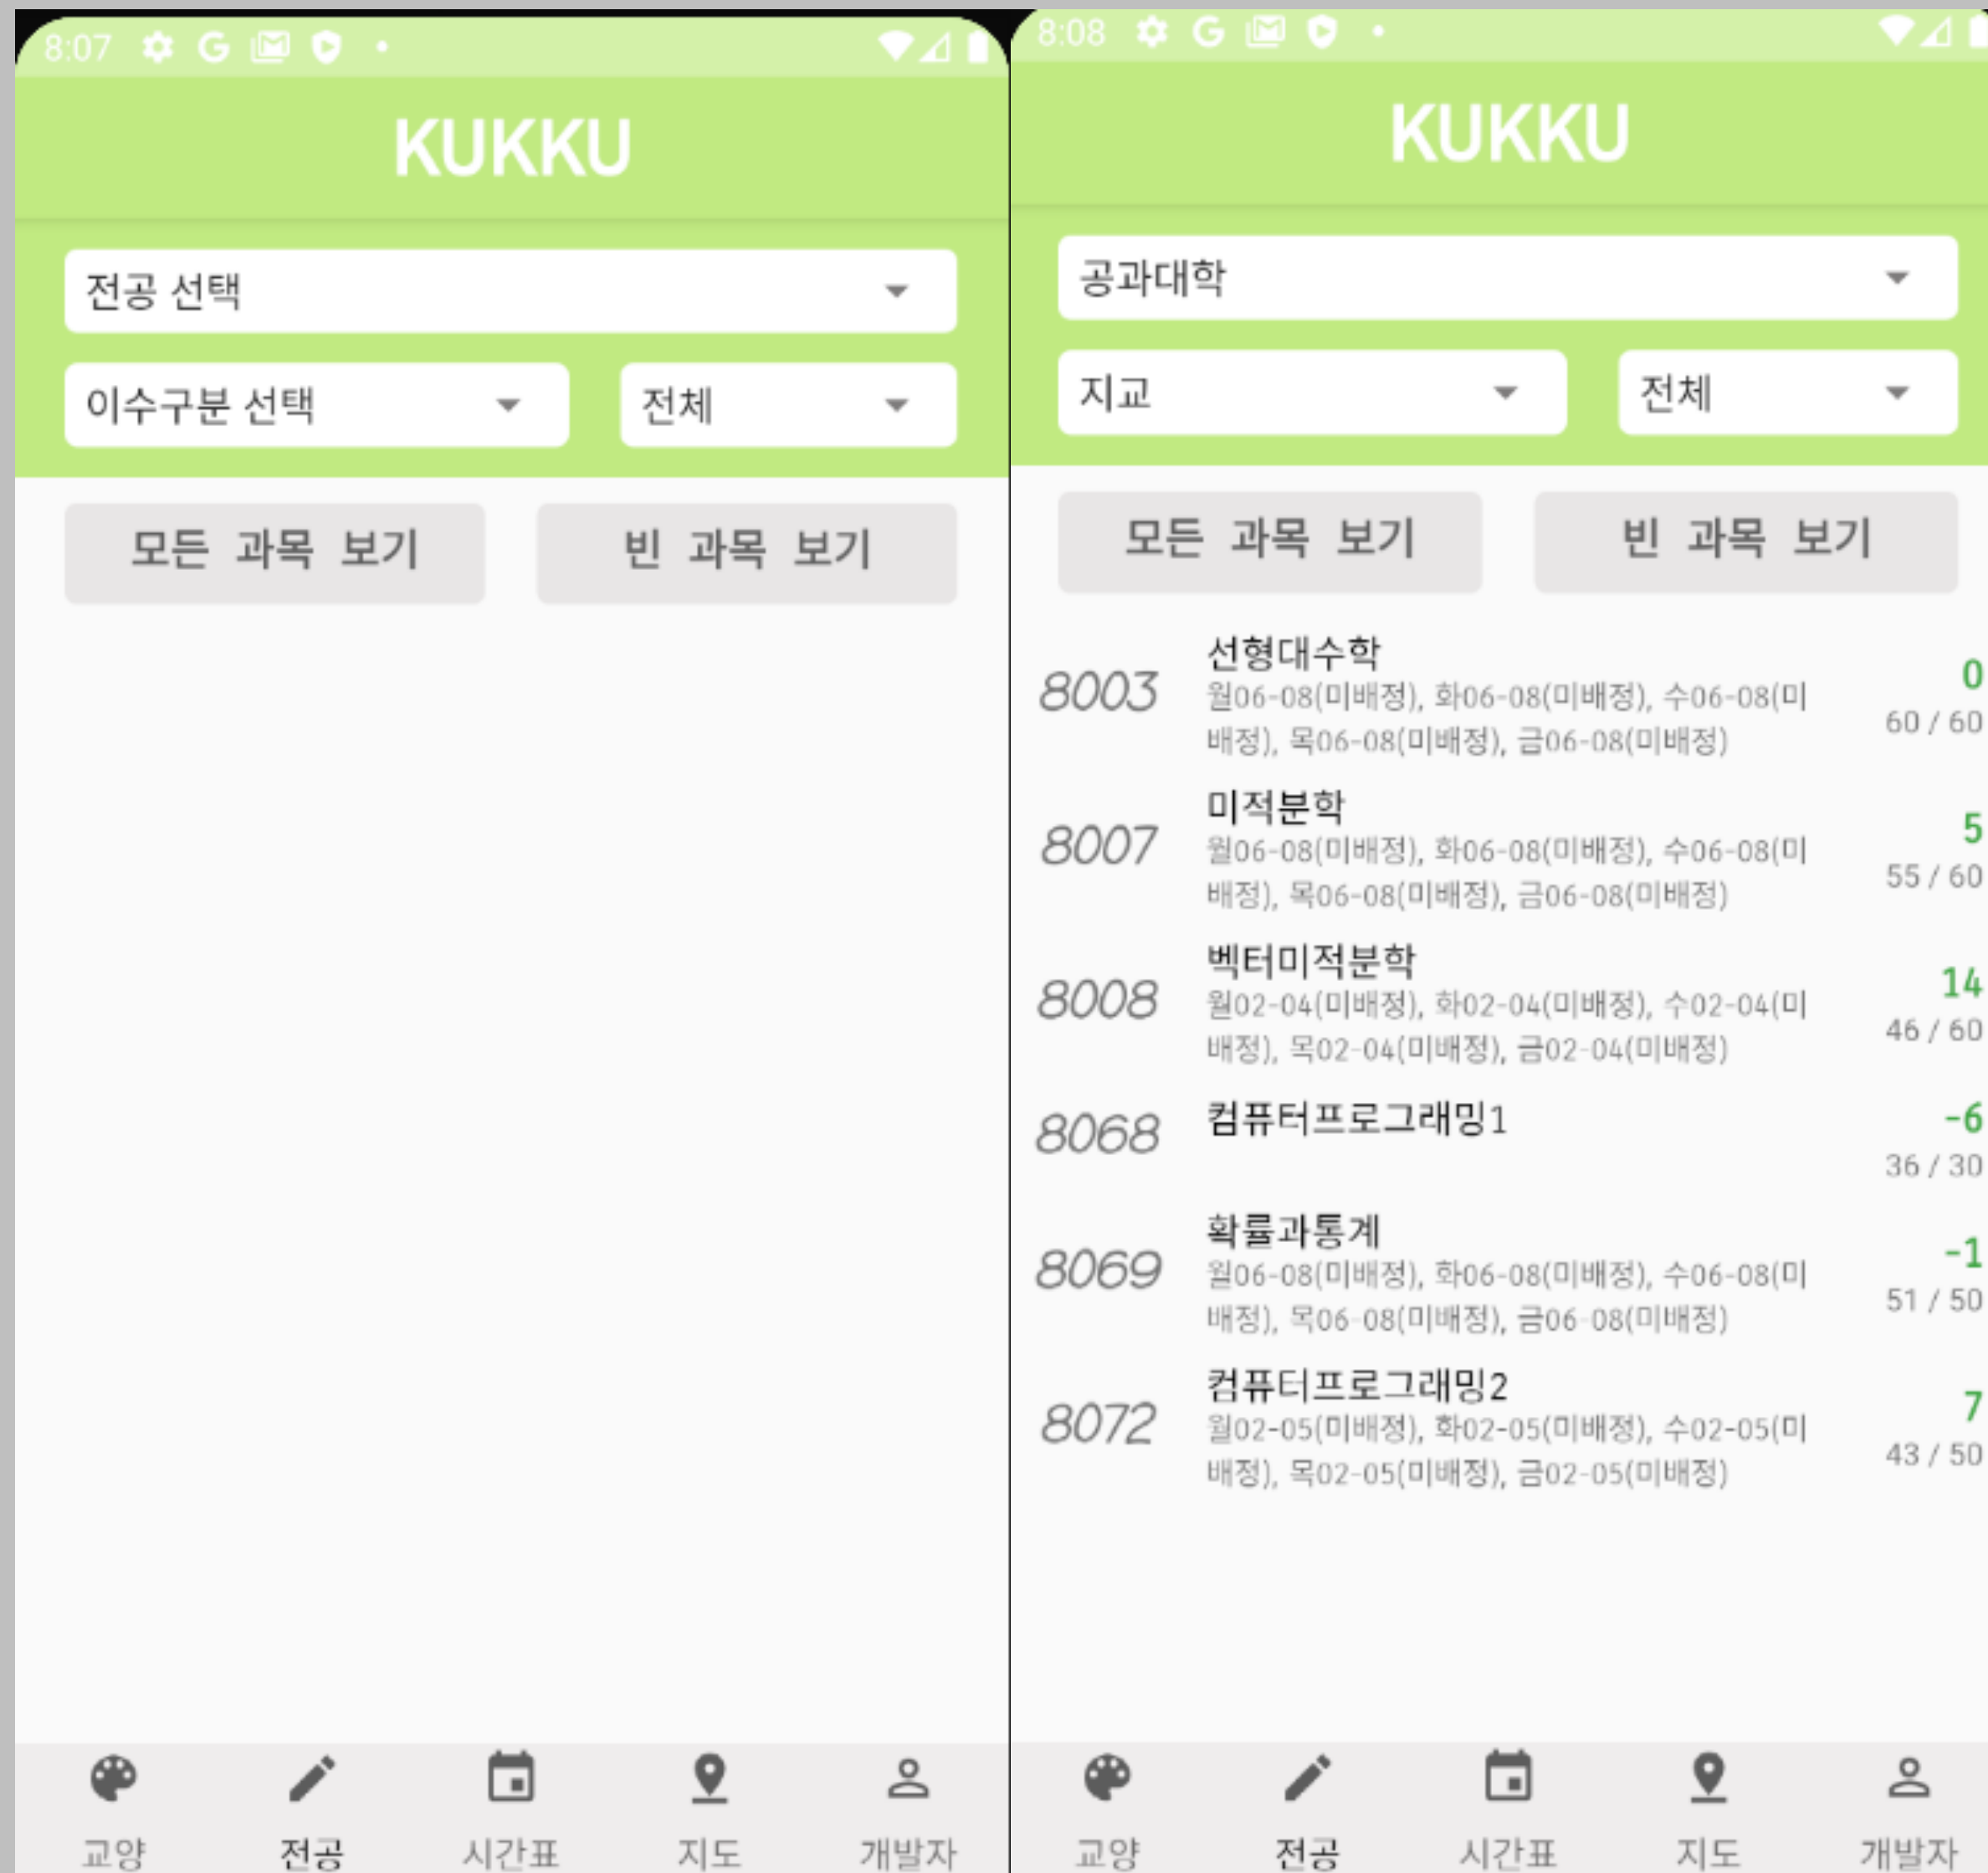 8:07
KUKKU
전공 선택
이수구분 선택
전체
모든 과목 보기
빈 과목 보기
교양
전공
시간표
지도
개발자
8:08
KUKKU
공과대학
지교
전체
모든 과목 보기
빈 과목 보기
8003
선형대수학
월06-08(미배정), 화06-08(미배정), 수06-08(미
배정), 목06-08(미배정), 금06-08(미배정)
0
60 / 60
8007
미적분학
월06-08(미배정), 화06-08(미배정), 수06-08(미
배정), 목06-08(미배정), 금06-08(미배정)
5
55 / 60
8008
벡터미적분학
월02-04(미배정), 화02-04(미배정), 수02-04(미
배정), 목02-04(미배정), 금02-04(미배정)
14
46 / 60
8068
컴퓨터프로그래밍1
-6
36 / 30
8069
확률과통계
월06-08(미배정), 화06-08(미배정), 수06-08(미
배정), 목06-08(미배정), 금06-08(미배정)
-1
51 / 50
8072
컴퓨터프로그래밍2
월02-05(미배정), 화02-05(미배정), 수02-05(미
배정), 목02-05(미배정), 금02-05(미배정)
7
43 / 50
교양
전공
시간표
지도
개발자